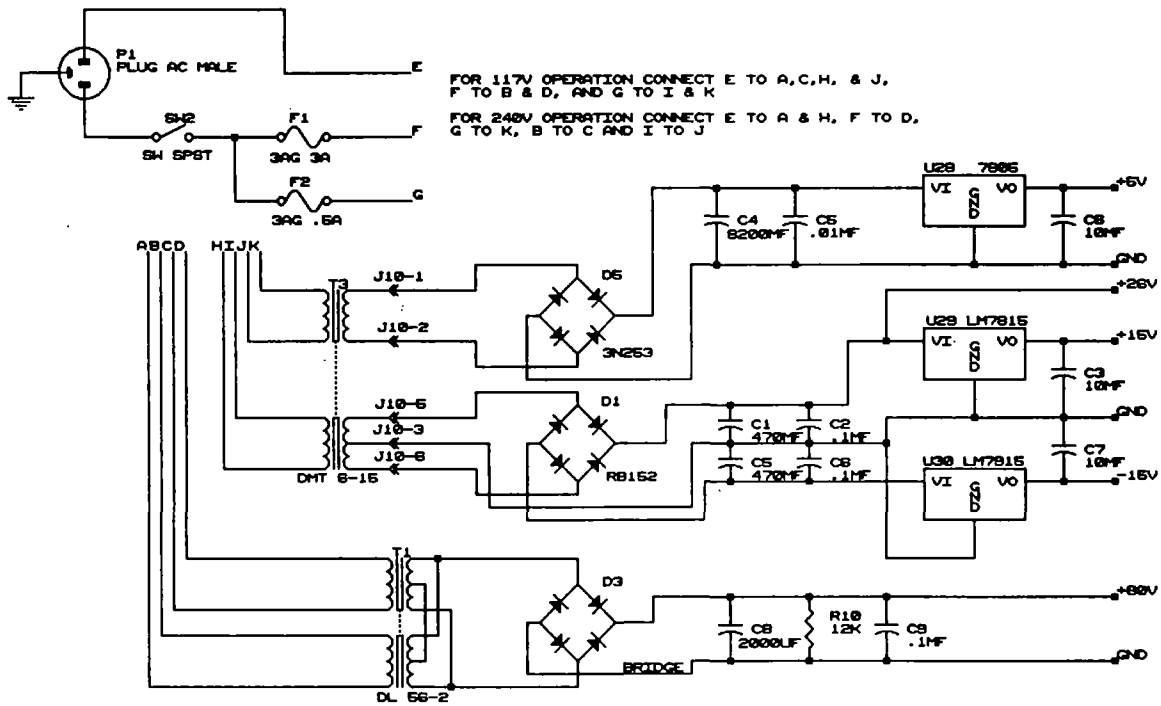 P1
PLUG AC MALE
E
FOR 117V OPERATION CONNECT E TO A,C,H, & J,
F TO B & D, AND G TO I & K
FOR 240V OPERATION CONNECT E TO A & H, F TO D,
G TO K, B TO C AND I TO J
SW2
SW SPST
F1
3AG 3A
F
F2
3AG .5A
G
ABCD
HIJK
U28 7805
VI
GND
VO
+5V
C4
8200MF
C5
.01MF
C6
10MF
GND
T3
J10-1
J10-2
D5
3N253
+26V
U29 LM7815
VI
GND
VO
+15V
C3
10MF
GND
J10-5
J10-3
J10-6
DMT 6-15
D1
RB152
C1
470MF
C2
.1MF
C5
470MF
C6
.1MF
C7
10MF
U30 LM7915
VI
GND
VO
-15V
T1
DL 56-2
D3
BRIDGE
+80V
C8
2000UF
R10
12K
C9
.1MF
GND